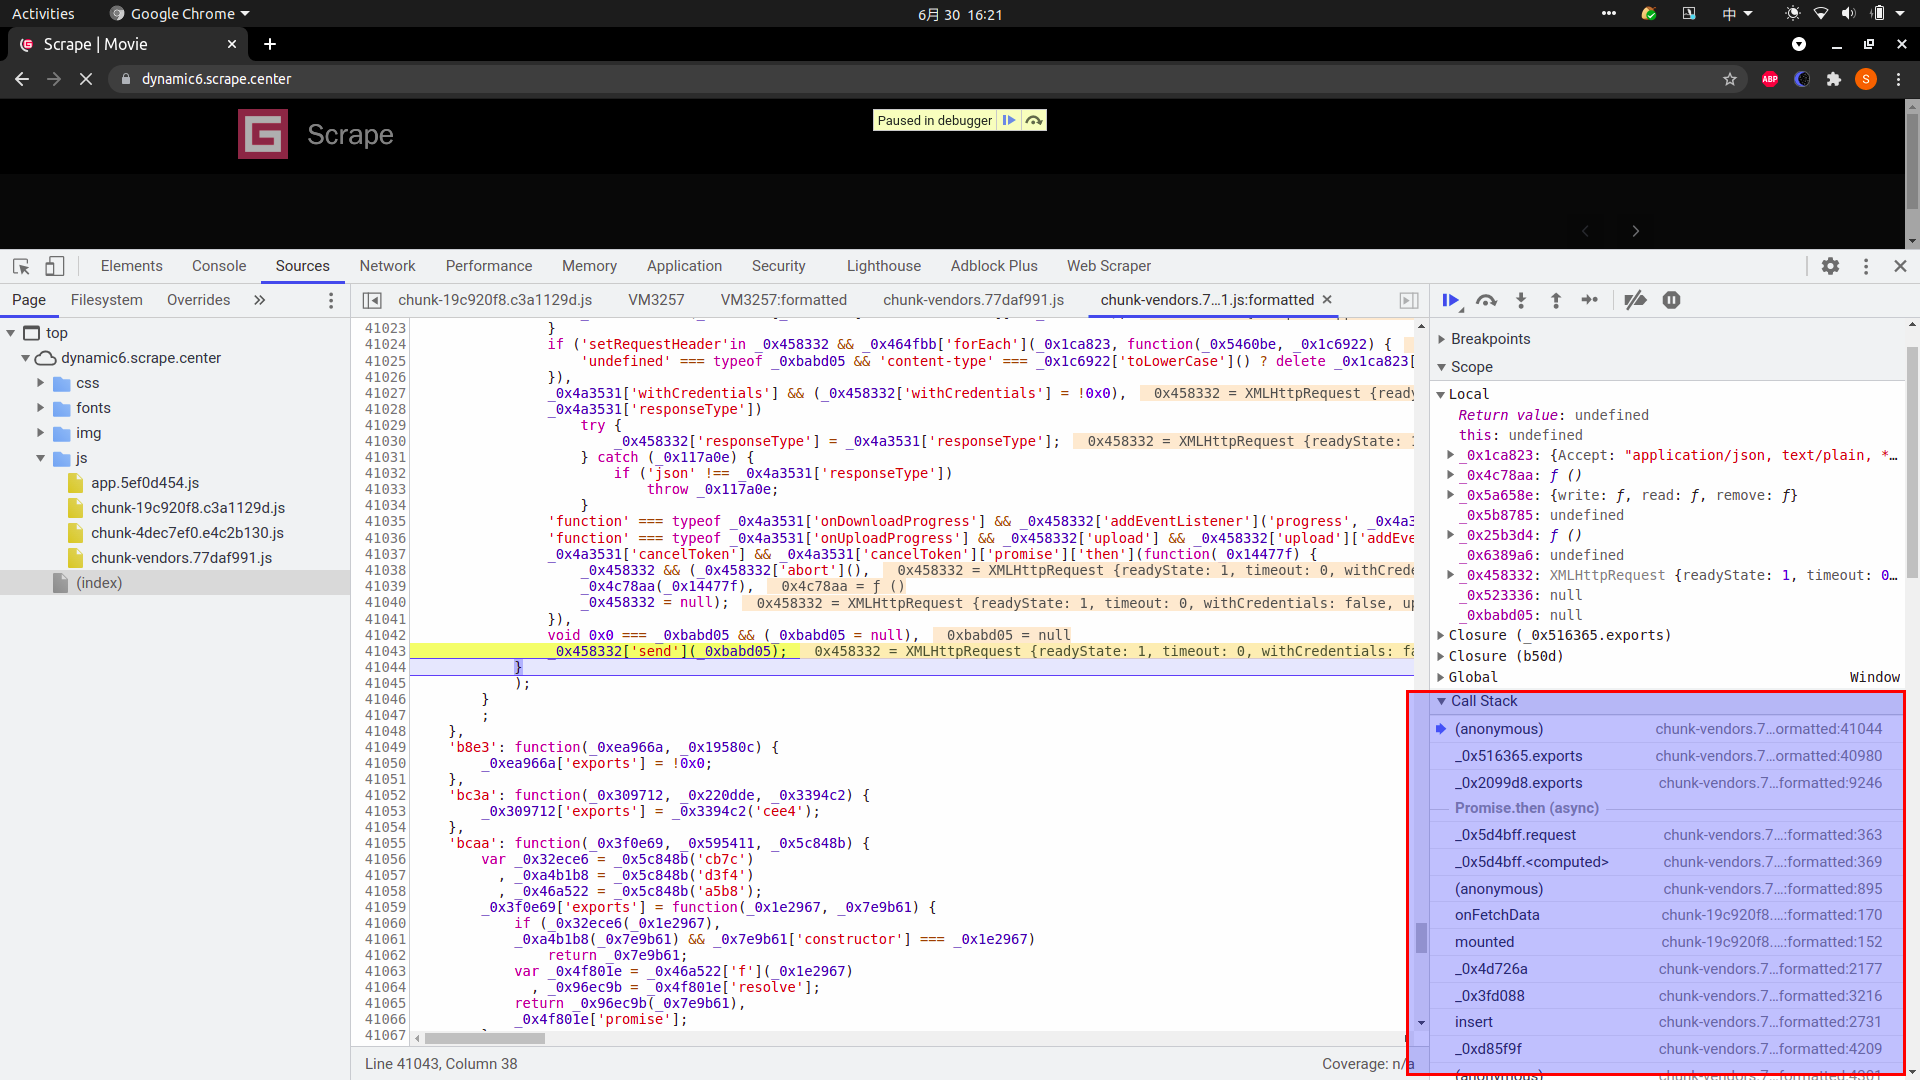 Activities Google Chrome 6月 30 16:21 中
Scrape | Movie
dynamic6.scrape.center ABP S
Scrape
Paused in debugger
Elements Console Sources Network Performance Memory Application Security Lighthouse Adblock Plus Web Scraper
Page Filesystem Overrides
chunk-19c920f8.c3a1129d.js VM3257 VM3257:formatted chunk-vendors.77daf991.js chunk-vendors.7…1.js:formatted
top
dynamic6.scrape.center
css
fonts
img
js
app.5ef0d454.js
chunk-19c920f8.c3a1129d.js
chunk-4dec7ef0.e4c2b130.js
chunk-vendors.77daf991.js
(index)
41023 }
41024 if ('setRequestHeader'in _0x458332 && _0x464fbb['forEach'](_0x1ca823, function(_0x5460be, _0x1c6922) {
41025 'undefined' === typeof _0xbabd05 && 'content-type' === _0x1c6922['toLowerCase']() ? delete _0x1ca823[
41026 }),
41027 _0x4a3531['withCredentials'] && (_0x458332['withCredentials'] = !0x0), 0x458332 = XMLHttpRequest {ready
41028 _0x4a3531['responseType'])
41029 try {
41030 _0x458332['responseType'] = _0x4a3531['responseType']; 0x458332 = XMLHttpRequest {readyState: 1
41031 } catch (_0x117a0e) {
41032 if ('json' !== _0x4a3531['responseType'])
41033 throw _0x117a0e;
41034 }
41035 'function' === typeof _0x4a3531['onDownloadProgress'] && _0x458332['addEventListener']('progress', _0x4a3
41036 'function' === typeof _0x4a3531['onUploadProgress'] && _0x458332['upload'] && _0x458332['upload']['addEve
41037 _0x4a3531['cancelToken'] && _0x4a3531['cancelToken']['promise']['then'](function(_0x14477f) {
41038 _0x458332 && (_0x458332['abort'](), 0x458332 = XMLHttpRequest {readyState: 1, timeout: 0, withCrede
41039 _0x4c78aa(_0x14477f), 0x4c78aa = ƒ ()
41040 _0x458332 = null); 0x458332 = XMLHttpRequest {readyState: 1, timeout: 0, withCredentials: false, up
41041 }),
41042 void 0x0 === _0xbabd05 && (_0xbabd05 = null), 0xbabd05 = null
41043 _0x458332['send'](_0xbabd05); 0x458332 = XMLHttpRequest {readyState: 1, timeout: 0, withCredentials: fa
41044 }
41045 );
41046 }
41047 ;
41048 },
41049 'b8e3': function(_0xea966a, _0x19580c) {
41050 _0xea966a['exports'] = !0x0;
41051 },
41052 'bc3a': function(_0x309712, _0x220dde, _0x3394c2) {
41053 _0x309712['exports'] = _0x3394c2('cee4');
41054 },
41055 'bcaa': function(_0x3f0e69, _0x595411, _0x5c848b) {
41056 var _0x32ece6 = _0x5c848b('cb7c')
41057 , _0xa4b1b8 = _0x5c848b('d3f4')
41058 , _0x46a522 = _0x5c848b('a5b8');
41059 _0x3f0e69['exports'] = function(_0x1e2967, _0x7e9b61) {
41060 if (_0x32ece6(_0x1e2967),
41061 _0xa4b1b8(_0x7e9b61) && _0x7e9b61['constructor'] === _0x1e2967)
41062 return _0x7e9b61;
41063 var _0x4f801e = _0x46a522['f'](_0x1e2967)
41064 , _0x96ec9b = _0x4f801e['resolve'];
41065 return _0x96ec9b(_0x7e9b61),
41066 _0x4f801e['promise'];
41067
Line 41043, Column 38 Coverage: n/a
Breakpoints
Scope
Local
Return value: undefined
this: undefined
_0x1ca823: {Accept: "application/json, text/plain, *…
_0x4c78aa: ƒ ()
_0x5a658e: {write: ƒ, read: ƒ, remove: ƒ}
_0x5b8785: undefined
_0x25b3d4: ƒ ()
_0x6389a6: undefined
_0x458332: XMLHttpRequest {readyState: 1, timeout: 0…
_0x523336: null
_0xbabd05: null
Closure (_0x516365.exports)
Closure (b50d)
Global Window
Call Stack
(anonymous) chunk-vendors.7…ormatted:41044
_0x516365.exports chunk-vendors.7…ormatted:40980
_0x2099d8.exports chunk-vendors.7…formatted:9246
Promise.then (async)
_0x5d4bff.request chunk-vendors.7…:formatted:363
_0x5d4bff.<computed> chunk-vendors.7…:formatted:369
(anonymous) chunk-vendors.7…:formatted:895
onFetchData chunk-19c920f8.…:formatted:170
mounted chunk-19c920f8.…:formatted:152
_0x4d726a chunk-vendors.7…formatted:2177
_0x3fd088 chunk-vendors.7…formatted:3216
insert chunk-vendors.7…formatted:2731
_0xd85f9f chunk-vendors.7…formatted:4209